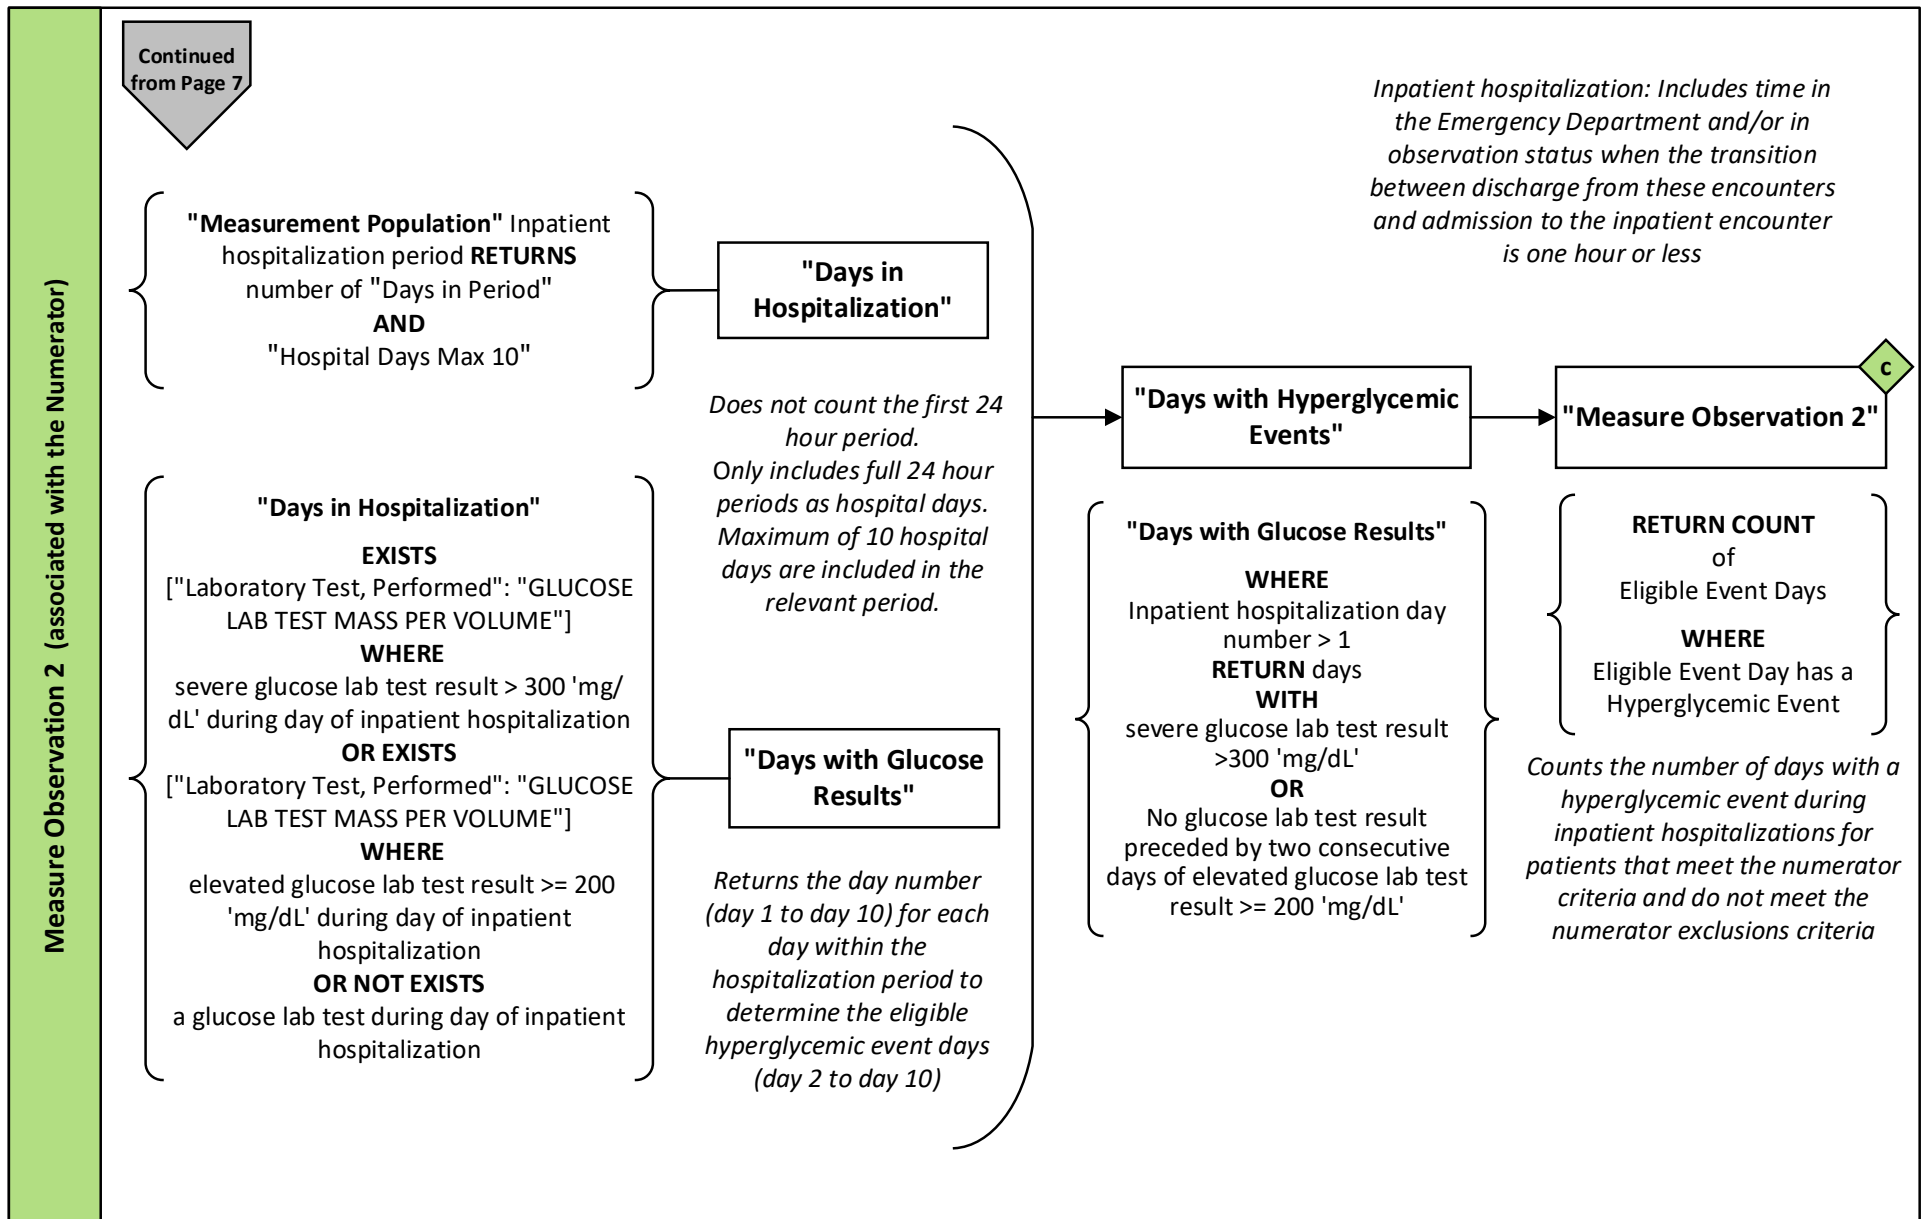 Measure Observation 2 (associated with the Numerator)
Continued
from Page 7
"Measurement Population" Inpatient
hospitalization period RETURNS
number of "Days in Period"
AND
"Hospital Days Max 10"
"Days in
Hospitalization"
Does not count the first 24
hour period.
Only includes full 24 hour
periods as hospital days.
Maximum of 10 hospital
days are included in the
relevant period.
"Days in Hospitalization"
EXISTS
["Laboratory Test, Performed": "GLUCOSE
LAB TEST MASS PER VOLUME"]
WHERE
severe glucose lab test result > 300 'mg/
dL' during day of inpatient hospitalization
OR EXISTS
["Laboratory Test, Performed": "GLUCOSE
LAB TEST MASS PER VOLUME"]
WHERE
elevated glucose lab test result >= 200
'mg/dL' during day of inpatient
hospitalization
OR NOT EXISTS
a glucose lab test during day of inpatient
hospitalization
"Days with Glucose
Results"
Returns the day number
(day 1 to day 10) for each
day within the
hospitalization period to
determine the eligible
hyperglycemic event days
(day 2 to day 10)
Inpatient hospitalization: Includes time in
the Emergency Department and/or in
observation status when the transition
between discharge from these encounters
and admission to the inpatient encounter
is one hour or less
"Days with Hyperglycemic
Events"
"Days with Glucose Results"
WHERE
Inpatient hospitalization day
number > 1
RETURN days
WITH
severe glucose lab test result
>300 'mg/dL'
OR
No glucose lab test result
preceded by two consecutive
days of elevated glucose lab test
result >= 200 'mg/dL'
c
"Measure Observation 2"
RETURN COUNT
of
Eligible Event Days
WHERE
Eligible Event Day has a
Hyperglycemic Event
Counts the number of days with a
hyperglycemic event during
inpatient hospitalizations for
patients that meet the numerator
criteria and do not meet the
numerator exclusions criteria